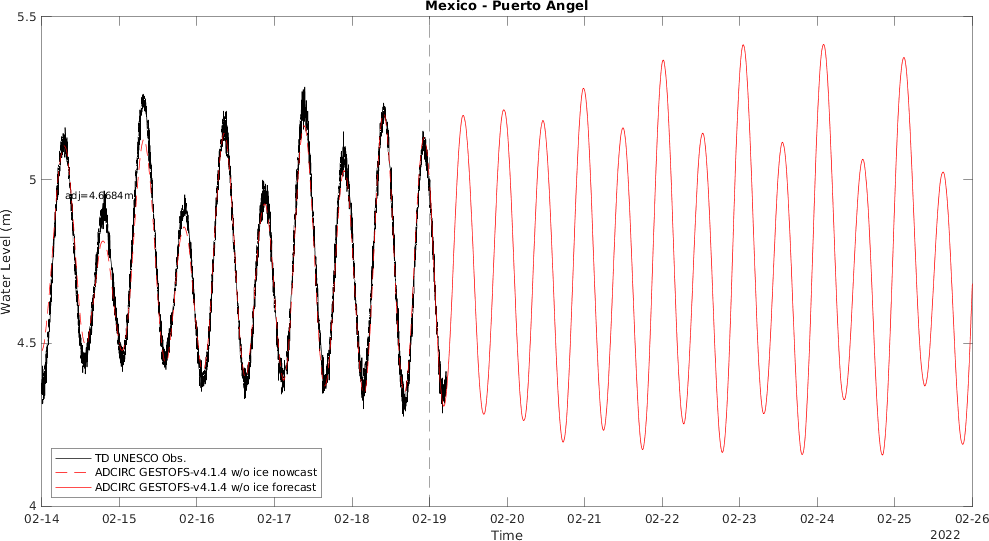 Mexico - Puerto Angel
5.5
5
4.5
4
Water Level (m)
adj=4.6684m
TD UNESCO Obs.
ADCIRC GESTOFS-v4.1.4 w/o ice nowcast
ADCIRC GESTOFS-v4.1.4 w/o ice forecast
02-14 02-15 02-16 02-17 02-18 02-19 02-20 02-21 02-22 02-23 02-24 02-25 02-26
Time
2022